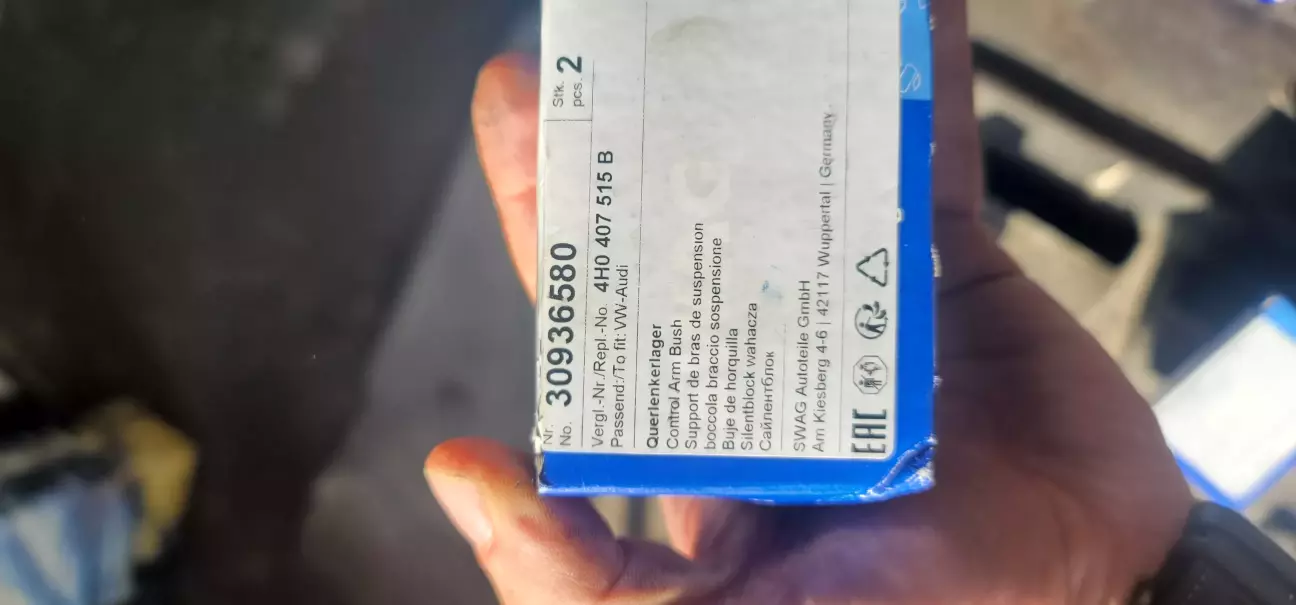 Nr.
No. 30936580
Stk.
pcs. 2
Vergl.-Nr./Repl.-No. 4H0 407 515 B
Passend:/To fit: VW-Audi
Querlenkerlager
Control Arm Bush
Support de bras de suspension
boccola braccio sospensione
Buje de horquilla
Silentblock wahacza
Сайлентблок
SWAG Autoteile GmbH
Am Kiesberg 4-6 | 42117 Wuppertal | Germany
EAC